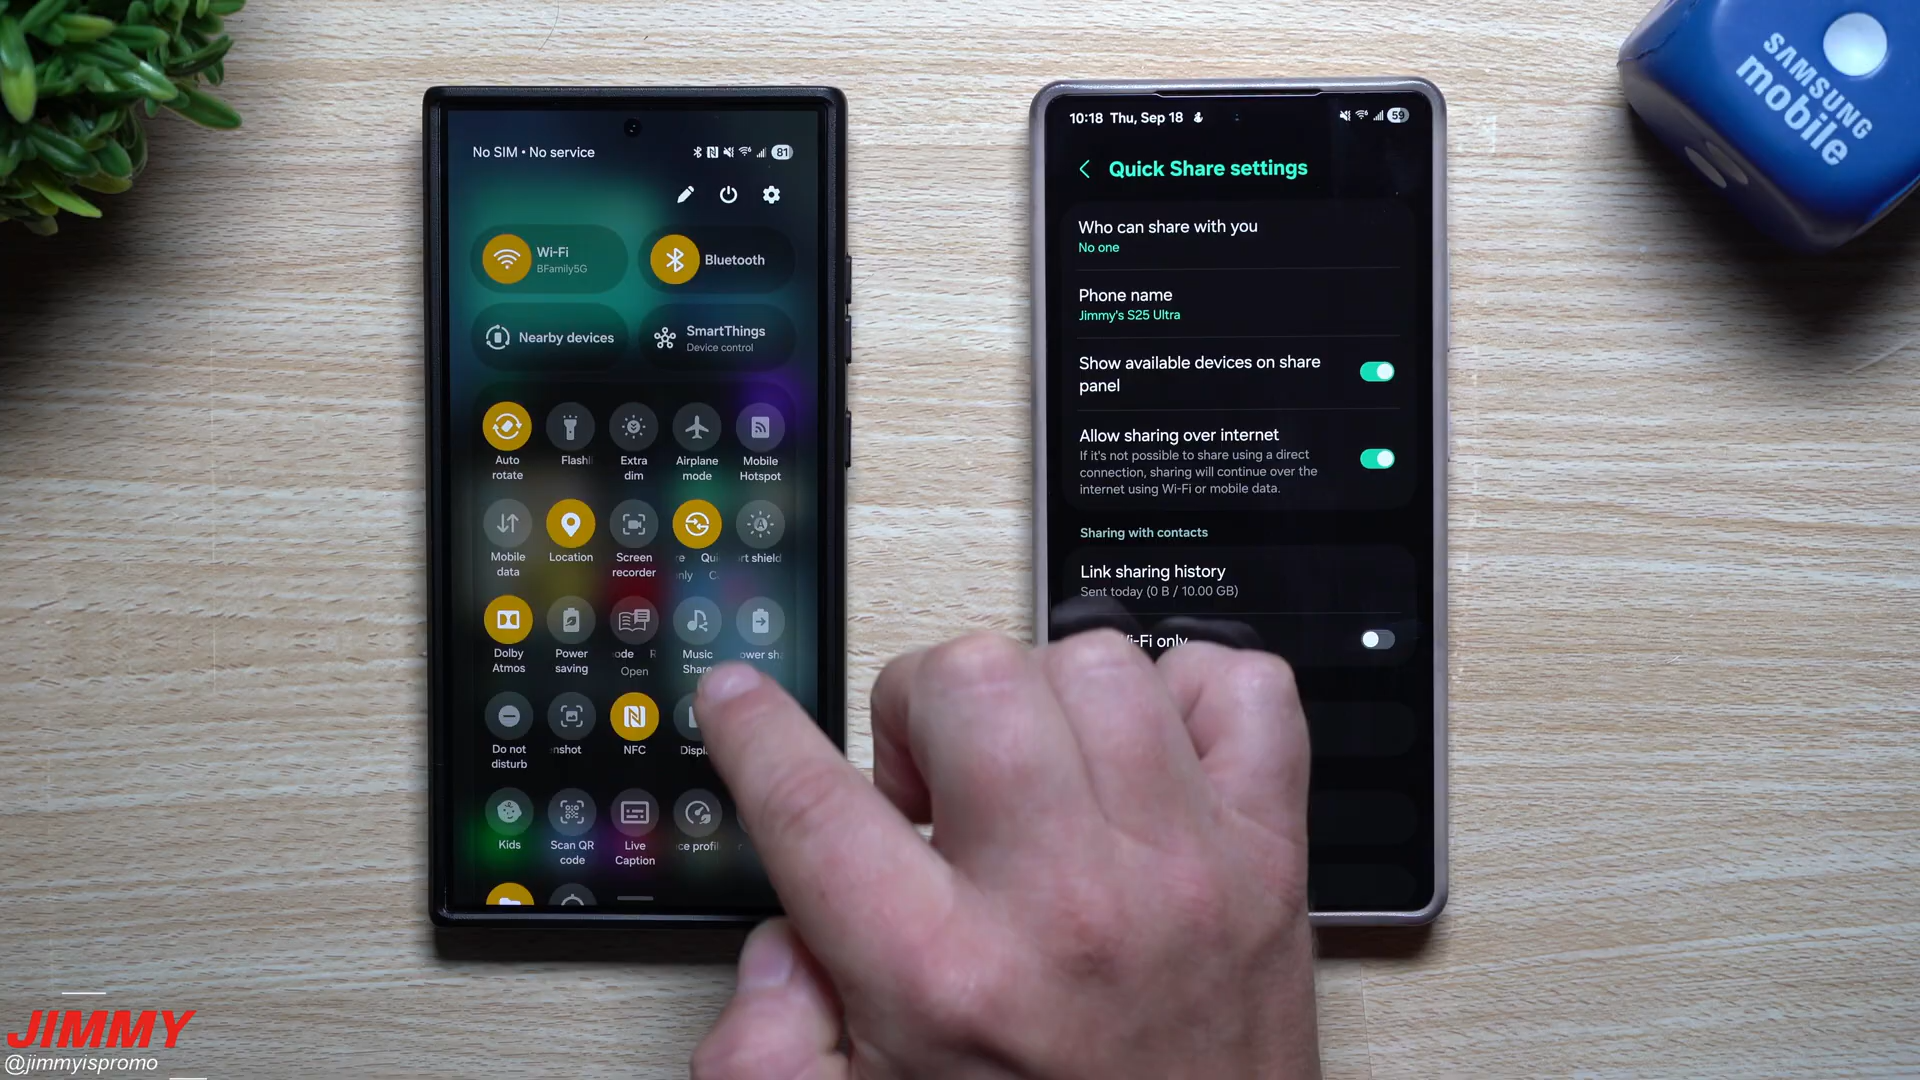 No SIM • No service
81
Wi-Fi
BFamily5G
Bluetooth
Nearby devices
SmartThings
Device control
Auto
rotate
Flashli
Extra
dim
Airplane
mode
Mobile
Hotspot
Mobile
data
Location
Screen
recorder
re Qui
nly C
rt shield
Dolby
Atmos
Power
saving
ode R
Open
Music
Share
ower sha
Do not
disturb
nshot
NFC
Displ
Kids
Scan QR
code
Live
Caption
ce profil
10:18 Thu, Sep 18
59
Quick Share settings
Who can share with you
No one
Phone name
Jimmy's S25 Ultra
Show available devices on share
panel
Allow sharing over internet
If it's not possible to share using a direct
connection, sharing will continue over the
internet using Wi-Fi or mobile data.
Sharing with contacts
Link sharing history
Sent today (0 B / 10.00 GB)
Wi-Fi only
SAMSUNG
mobile
JIMMY
@jimmyispromo